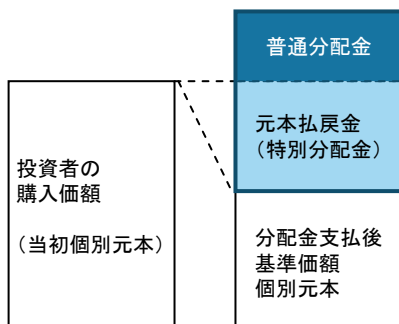 普通分配金
元本払戻金
（特別分配金）
投資者の
購入価額
（当初個別元本）
分配金支払後
基準価額
個別元本